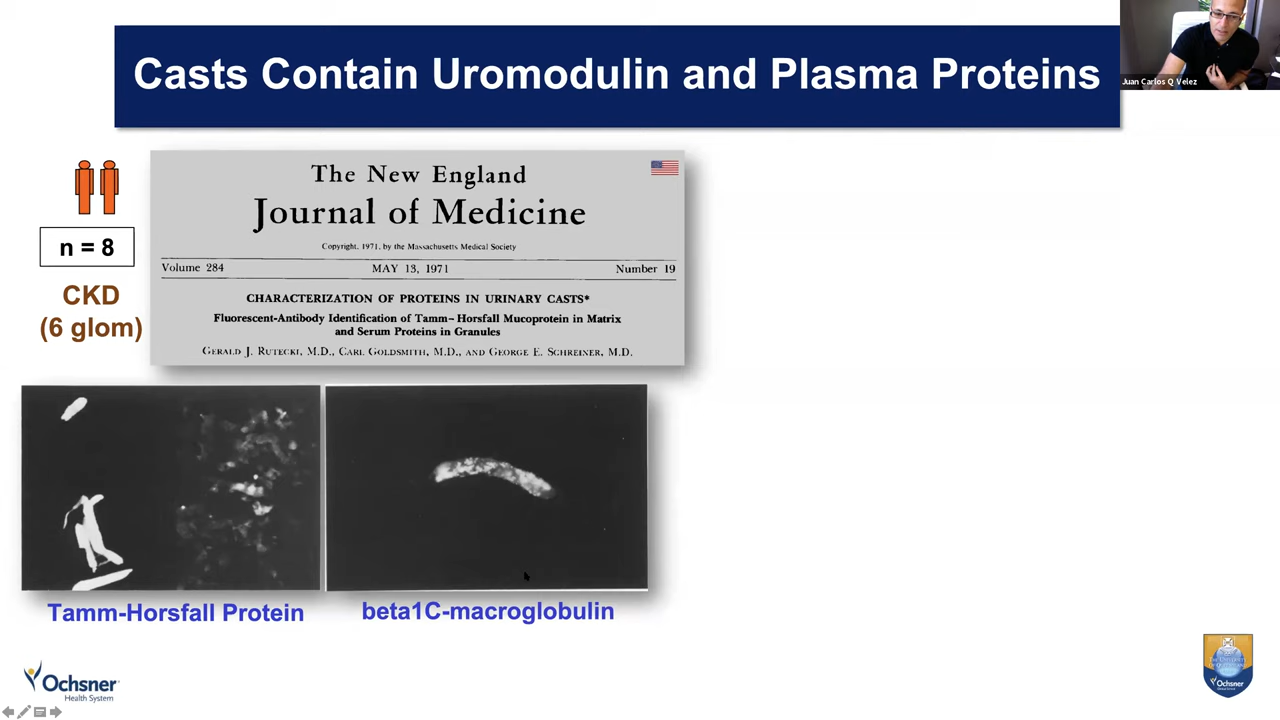 Casts Contain Uromodulin and Plasma Proteins
Juan Carlos Q Velez
n = 8
CKD
(6 glom)
The New England
Journal of Medicine
Copyright, 1971, by the Massachusetts Medical Society
Volume 284 MAY 13, 1971 Number 19
CHARACTERIZATION OF PROTEINS IN URINARY CASTS*
Fluorescent-Antibody Identification of Tamm-Horsfall Mucoprotein in Matrix
and Serum Proteins in Granules
GERALD J. RUTECKI, M.D., CARL GOLDSMITH, M.D., AND GEORGE E. SCHREINER, M.D.
Tamm-Horsfall Protein
beta1C-macroglobulin
Ochsner
Health System
Ochsner